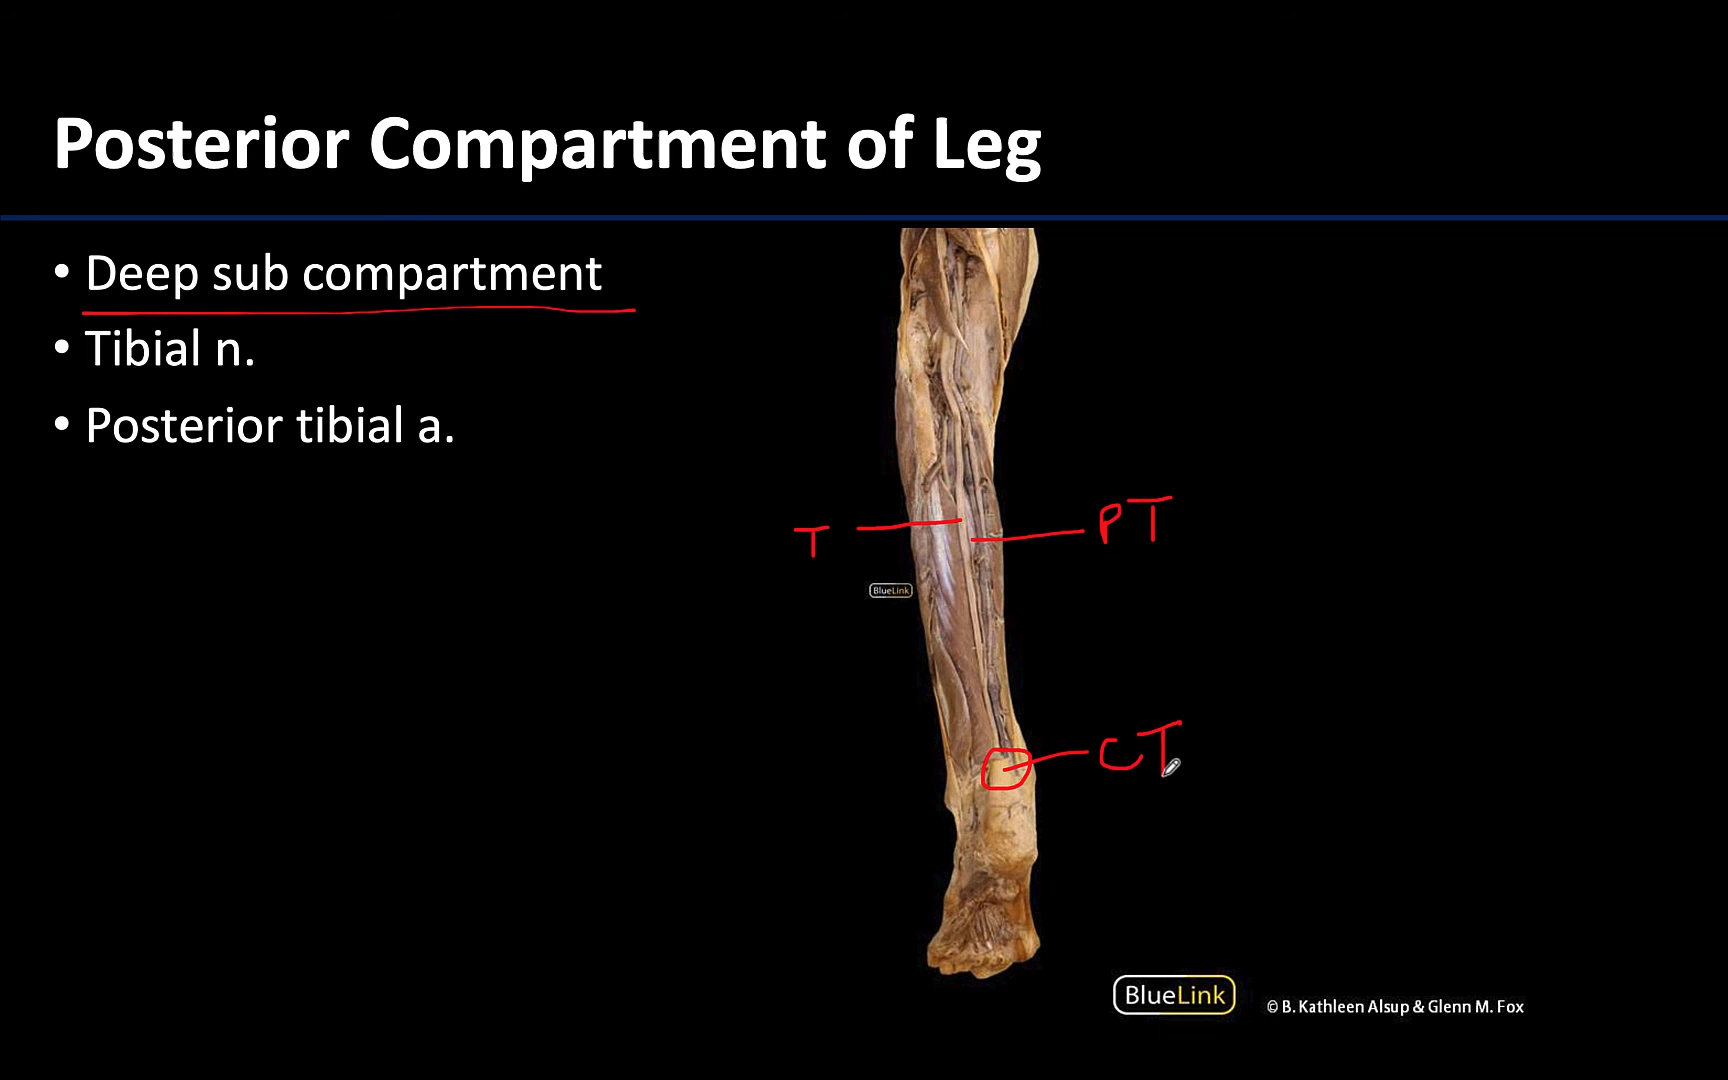 Posterior Compartment of Leg
• Deep sub compartment
• Tibial n.
• Posterior tibial a.
T
PT
BlueLink
CT
BlueLink
© B. Kathleen Alsup & Glenn M. Fox